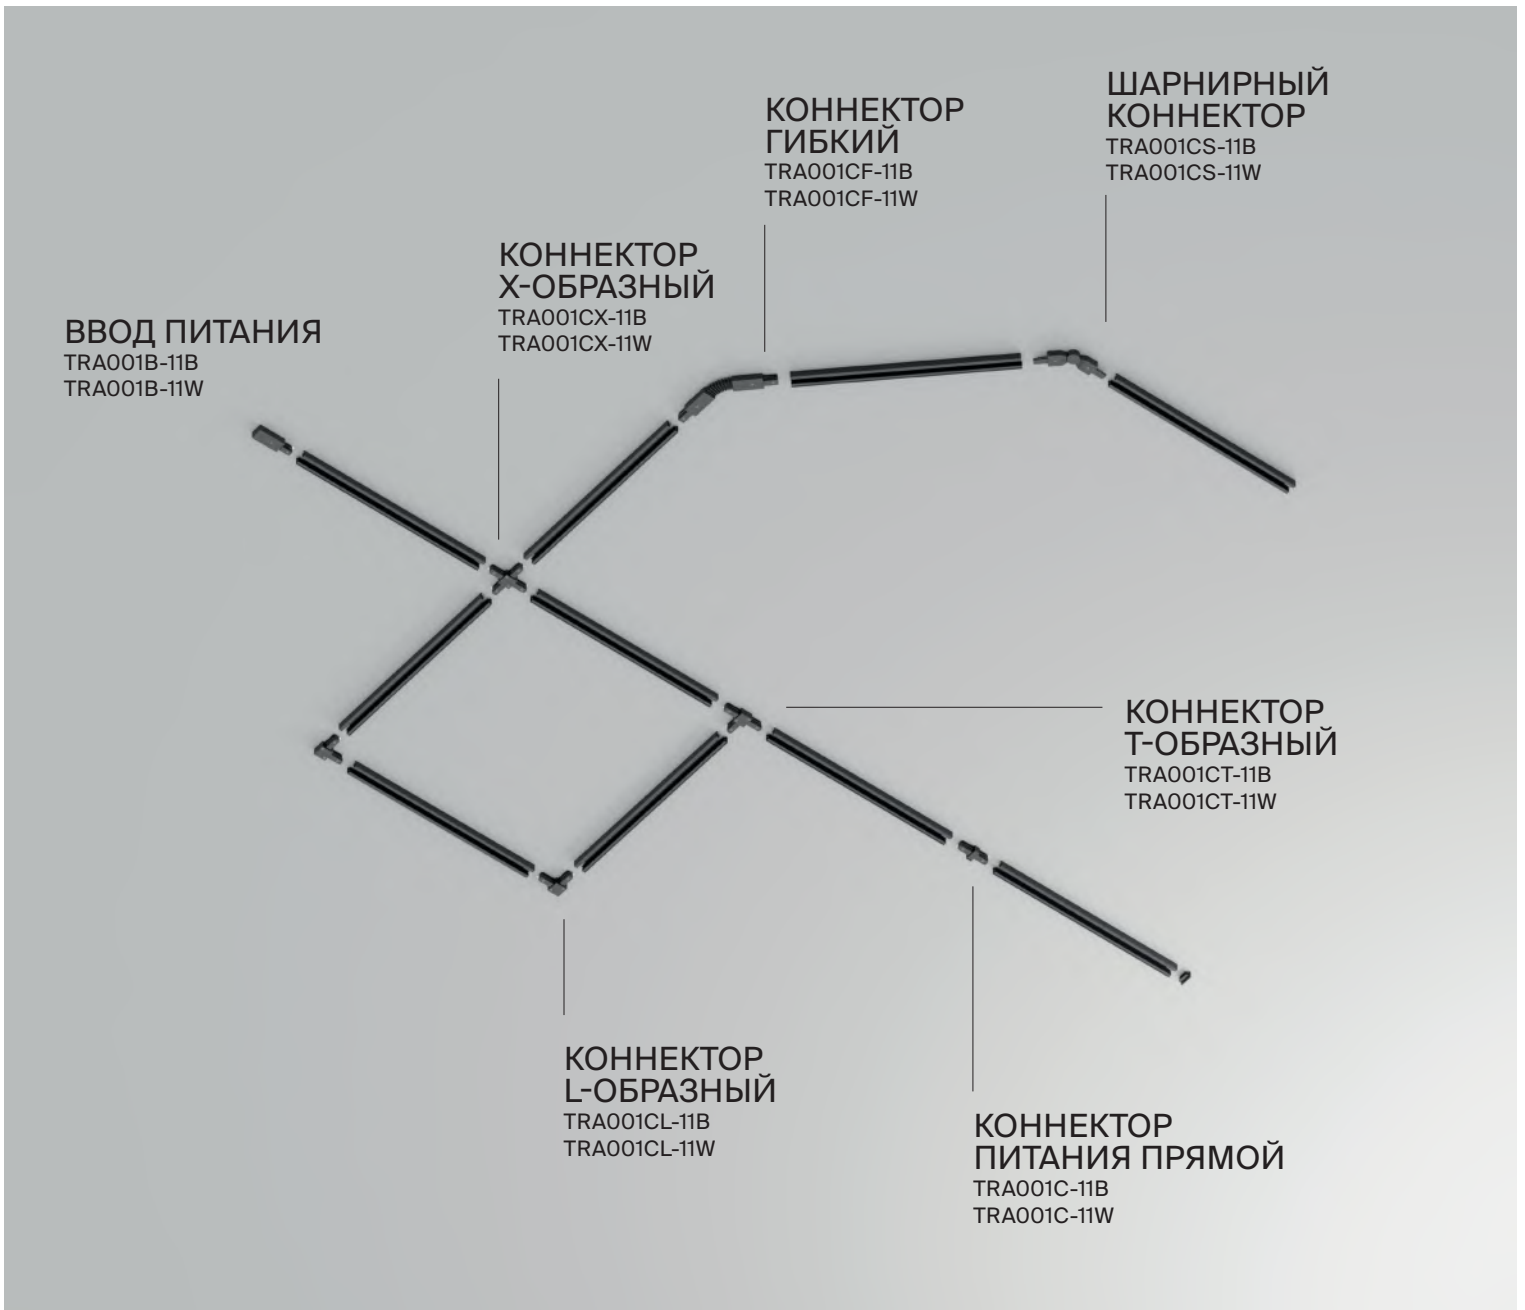 ШАРНИРНЫЙ
КОННЕКТОР
TRA001CS-11B
TRA001CS-11W
КОННЕКТОР
ГИБКИЙ
TRA001CF-11B
TRA001CF-11W
КОННЕКТОР
X-ОБРАЗНЫЙ
TRA001CX-11B
TRA001CX-11W
ВВОД ПИТАНИЯ
TRA001B-11B
TRA001B-11W
КОННЕКТОР
T-ОБРАЗНЫЙ
TRA001CT-11B
TRA001CT-11W
КОННЕКТОР
L-ОБРАЗНЫЙ
TRA001CL-11B
TRA001CL-11W
КОННЕКТОР
ПИТАНИЯ ПРЯМОЙ
TRA001C-11B
TRA001C-11W